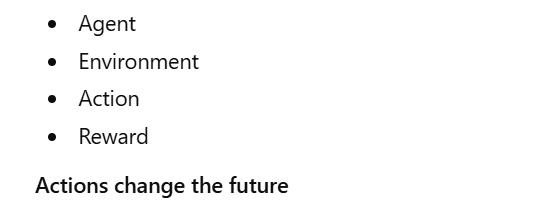 • Agent
• Environment
• Action
• Reward
Actions change the future